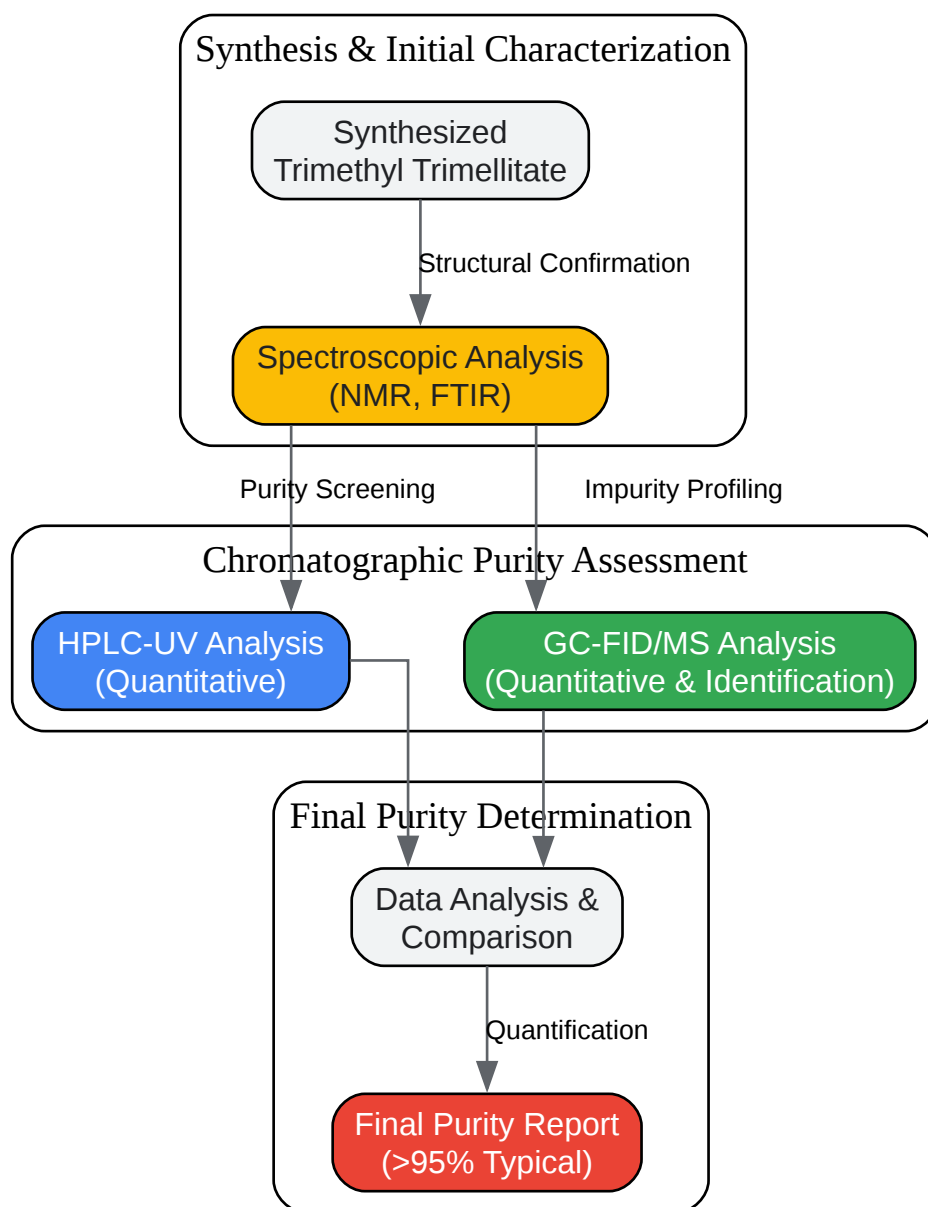 Synthesis & Initial Characterization
Synthesized
Trimethyl Trimellitate
Structural Confirmation
Spectroscopic Analysis
(NMR, FTIR)
Purity Screening
Impurity Profiling
Chromatographic Purity Assessment
HPLC-UV Analysis
(Quantitative)
GC-FID/MS Analysis
(Quantitative & Identification)
Final Purity Determination
Data Analysis &
Comparison
Quantification
Final Purity Report
(>95% Typical)